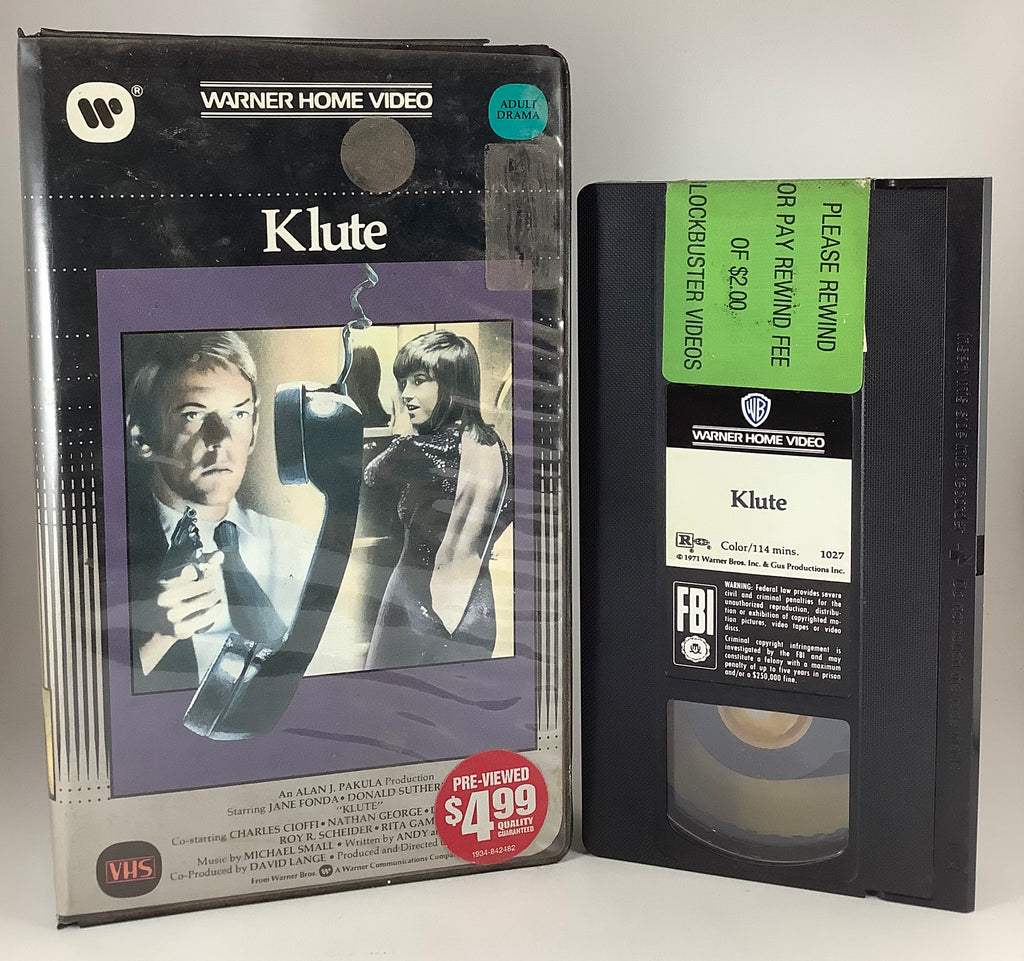 WARNER HOME VIDEO
ADULT
DRAMA
Klute
An ALAN J. PAKULA Production
Starring JANE FONDA • DONALD SUTHER
"KLUTE"
Co-starring CHARLES CIOFFI • NATHAN GEORGE •
ROY R. SCHEIDER • RITA GAM
Music by MICHAEL SMALL • Written by ANDY
Co-Produced by DAVID LANGE • Produced and Directed
From Warner Bros. A Warner Communications
VHS
PRE-VIEWED
$4.99
QUALITY
GUARANTEED
1934-842482
PLEASE REWIND
OR PAY REWIND FEE
OF $2.00
LOCKBUSTER VIDEOS
WB
WARNER HOME VIDEO
Klute
R Color/114 mins. 1027
© 1971 Warner Bros. Inc. & Gus Productions Inc.
FBI
WARNING: Federal law provides severe
civil and criminal penalties for the
unauthorized reproduction, distribu-
tion or exhibition of copyrighted mo-
tion pictures, video tapes or video
discs.
Criminal copyright infringement is
investigated by the FBI and may
constitute a felony with a maximum
penalty of up to five years in prison
and/or a $250,000 fine.